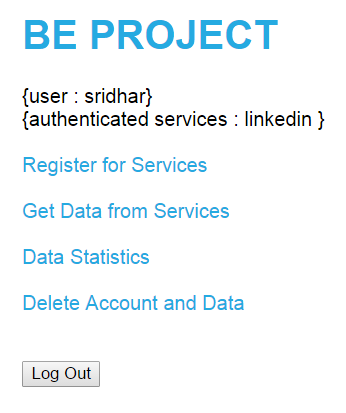 BE PROJECT
{user : sridhar}
{authenticated services : linkedin }
Register for Services
Get Data from Services
Data Statistics
Delete Account and Data
Log Out